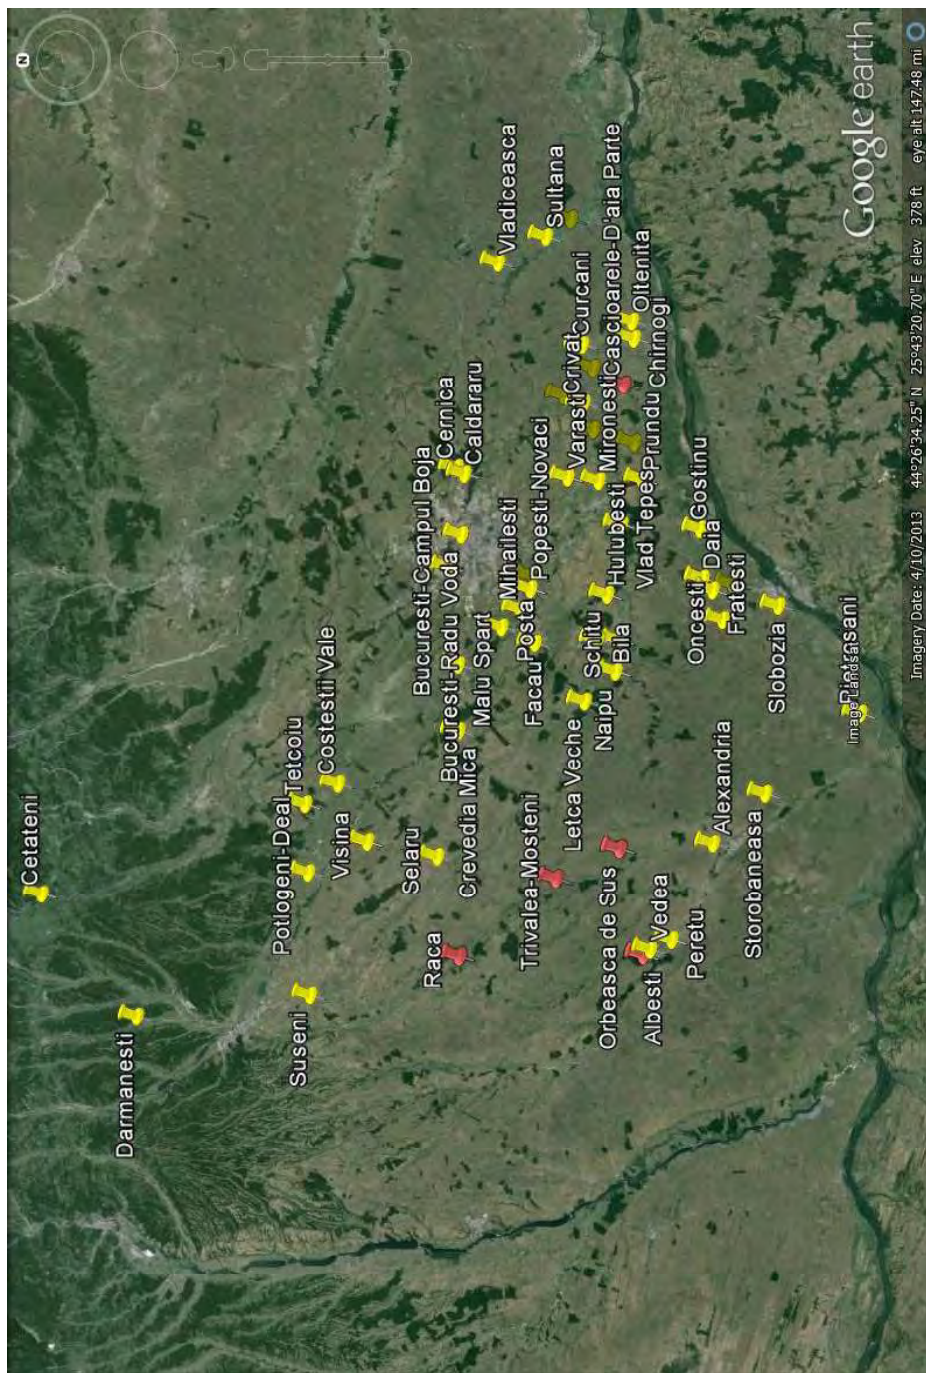 N
Cetateni
Darmanesti
Potlogeni-Deal
Tetcoiu
Suseni
Costestii Vale
Visina
Selaru
Bucuresti-Campul Boja
Raca
Cernica
Bucuresti-Radu Voda
Crevedia Mica
Caldararu
Malu Spart
Vladiceasca
Mihailesti
Posta
Trivalea-Mosteni
Facau
Popesti-Novaci
Sultana
Letca Veche
Crivat
Varasti
Curcani
Schitu
Naipu
Mironesti
Orbeasca de Sus
Cascioarele-D'aia Parte
Hulubesti
Bila
Oltenita
Vlad Tepes
Prundu
Albesti
Chirnogi
Vedea
Peretu
Oncesti
Gostinu
Daia
Alexandria
Fratesti
Storobaneasa
Slobozia
Pietrosani
Image Landsat
Google earth
Imagery Date: 4/10/2013 44°26'34.25" N 25°43'20.70" E elev 378 ft eye alt 147.48 mi